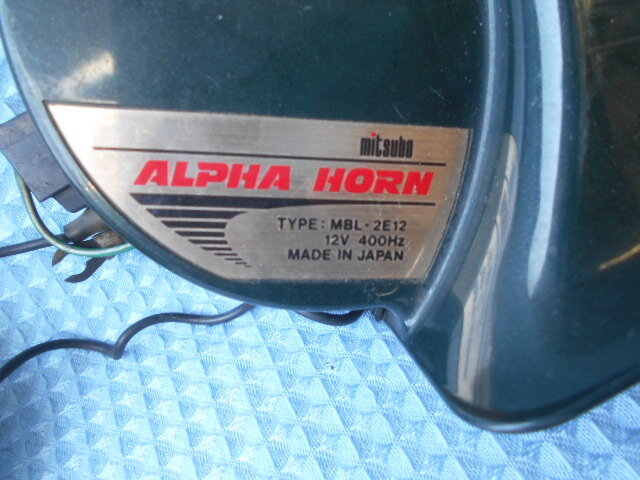 mitsuba
ALPHA HORN
TYPE: MBL-2E12
12V 400Hz
MADE IN JAPAN